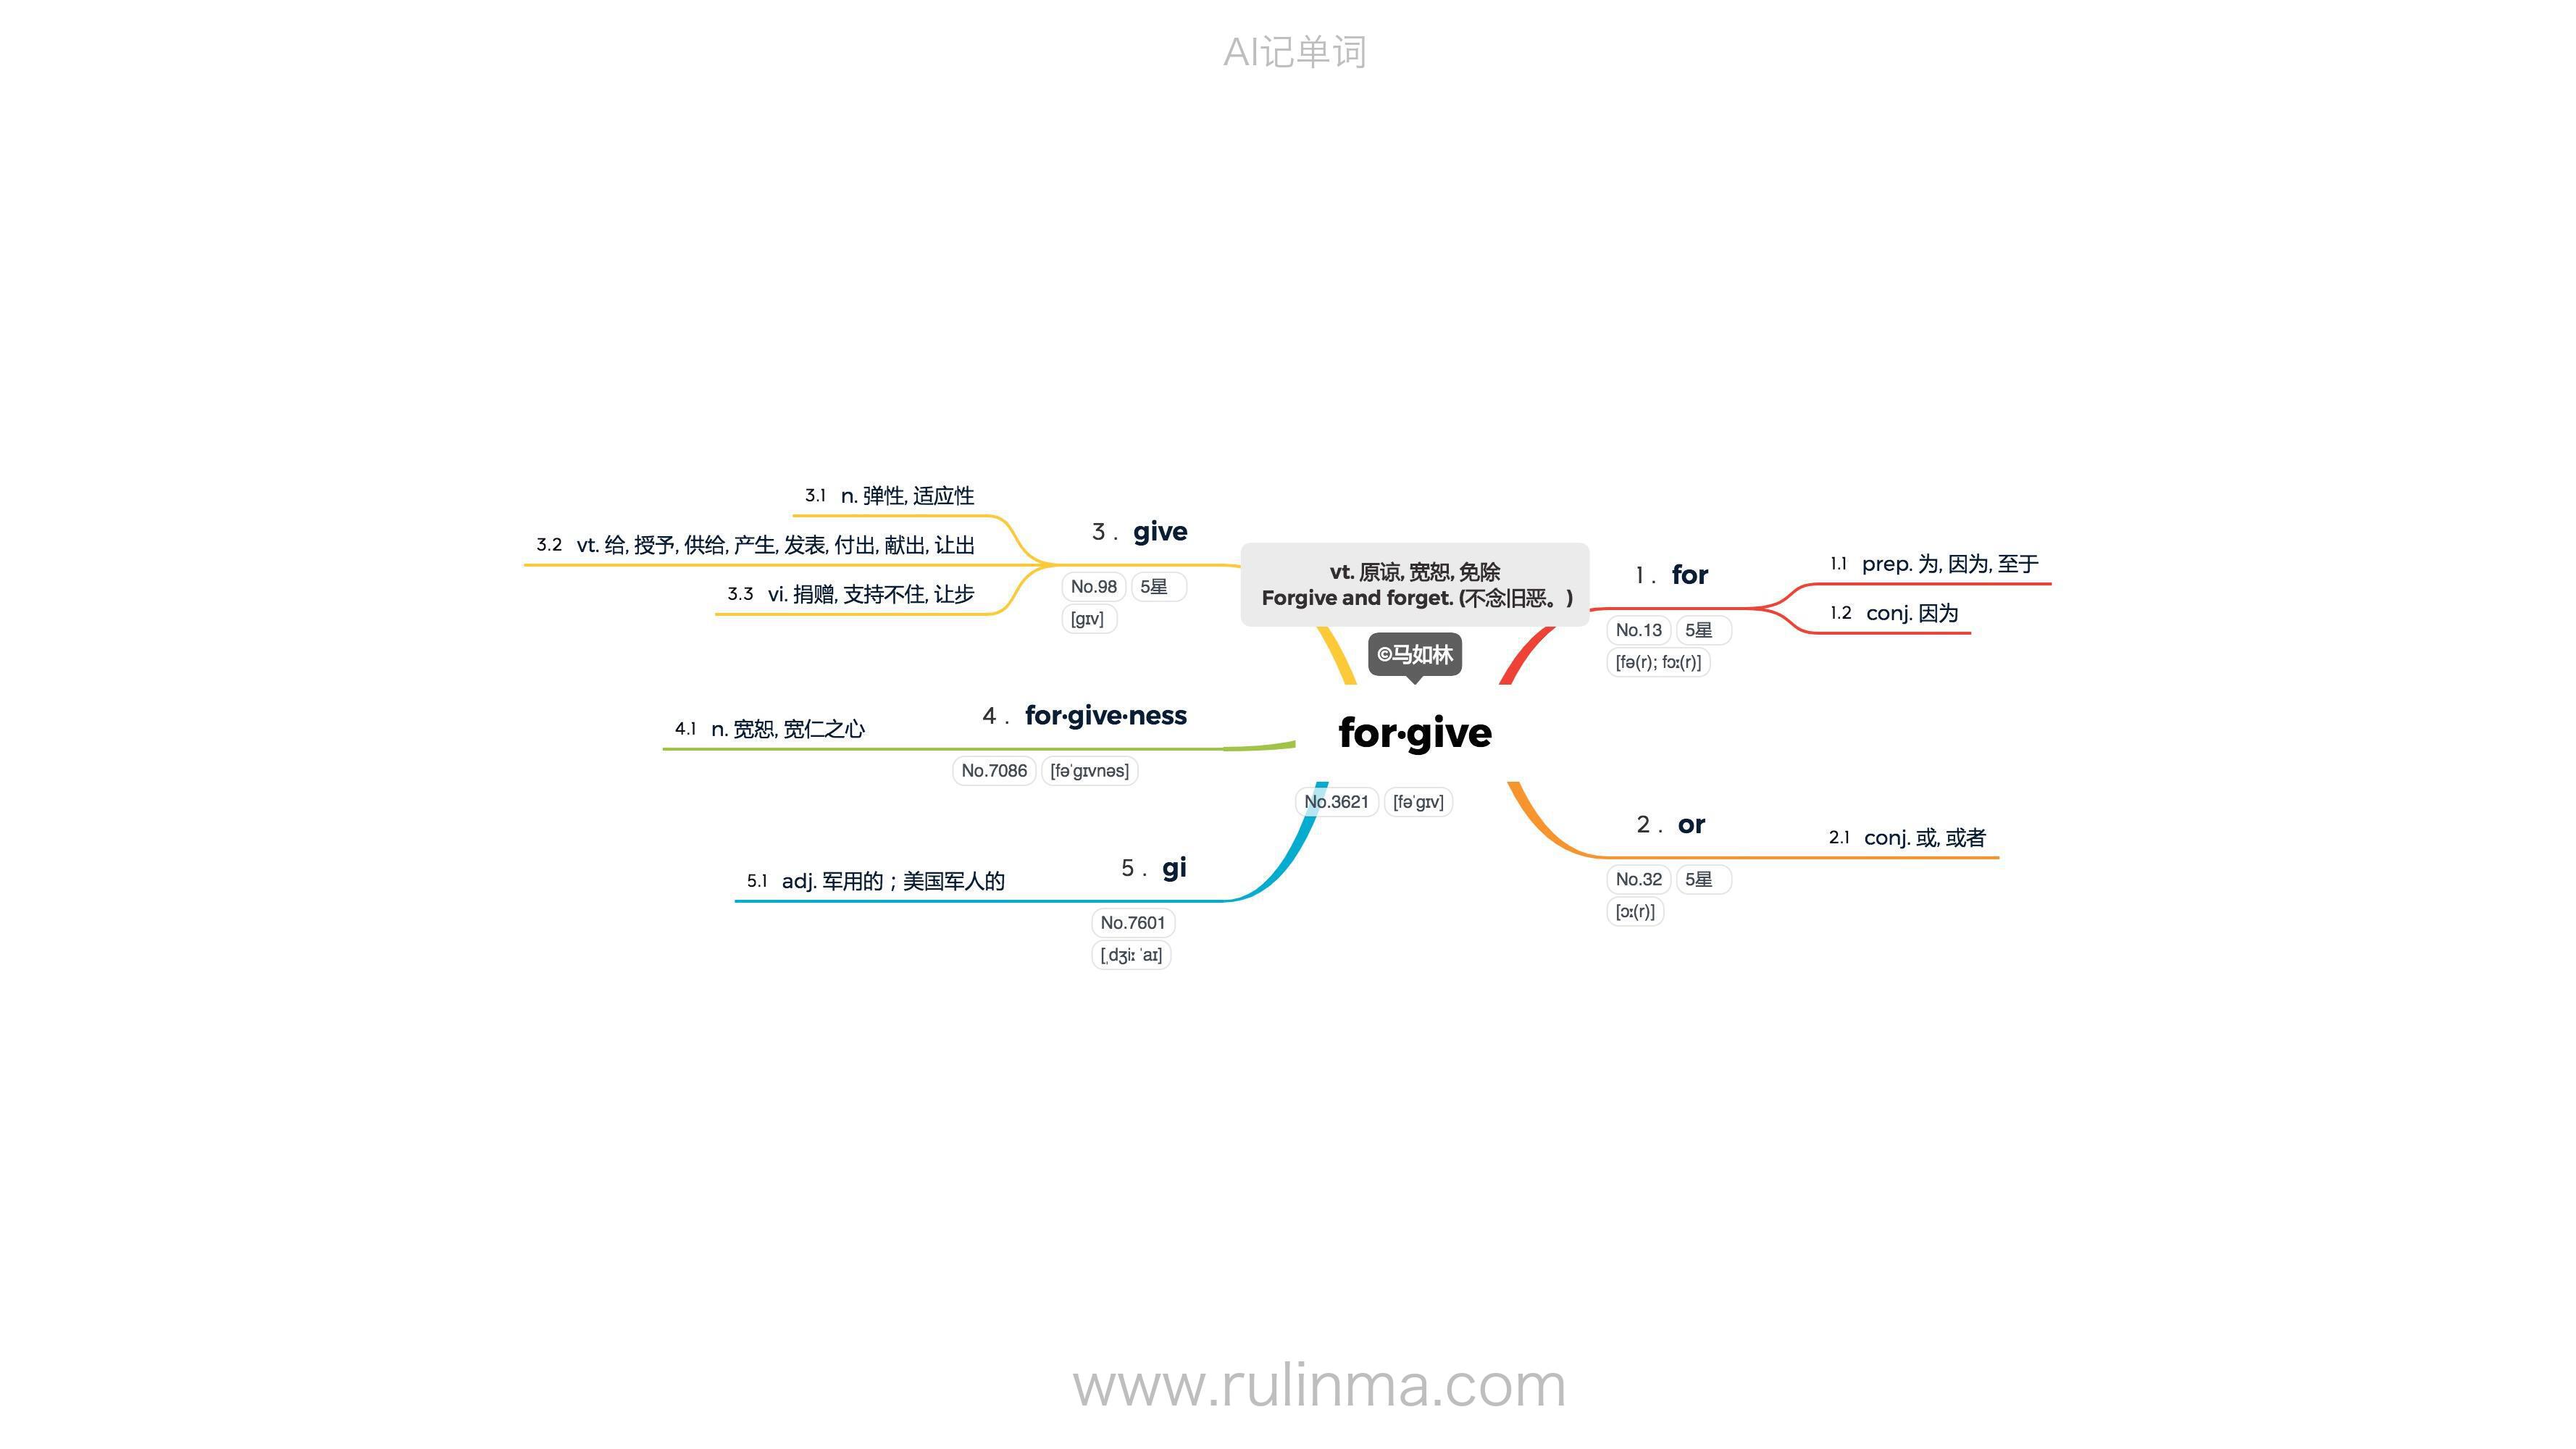 AI记单词
vt. 原谅, 宽恕, 免除
Forgive and forget. (不念旧恶。)
©马如林
for·give
No.3621 [fəˈɡɪv]
1 . for
No.13 5星
[fə(r); fɔː(r)]
1.1 prep. 为, 因为, 至于
1.2 conj. 因为
2 . or
No.32 5星
[ɔː(r)]
2.1 conj. 或, 或者
3 . give
No.98 5星
[ɡɪv]
3.1 n. 弹性, 适应性
3.2 vt. 给, 授予, 供给, 产生, 发表, 付出, 献出, 让出
3.3 vi. 捐赠, 支持不住, 让步
4 . for·give·ness
No.7086 [fəˈɡɪvnəs]
4.1 n. 宽恕, 宽仁之心
5 . gi
No.7601
[ˌdʒiː ˈaɪ]
5.1 adj. 军用的；美国军人的
www.rulinma.com